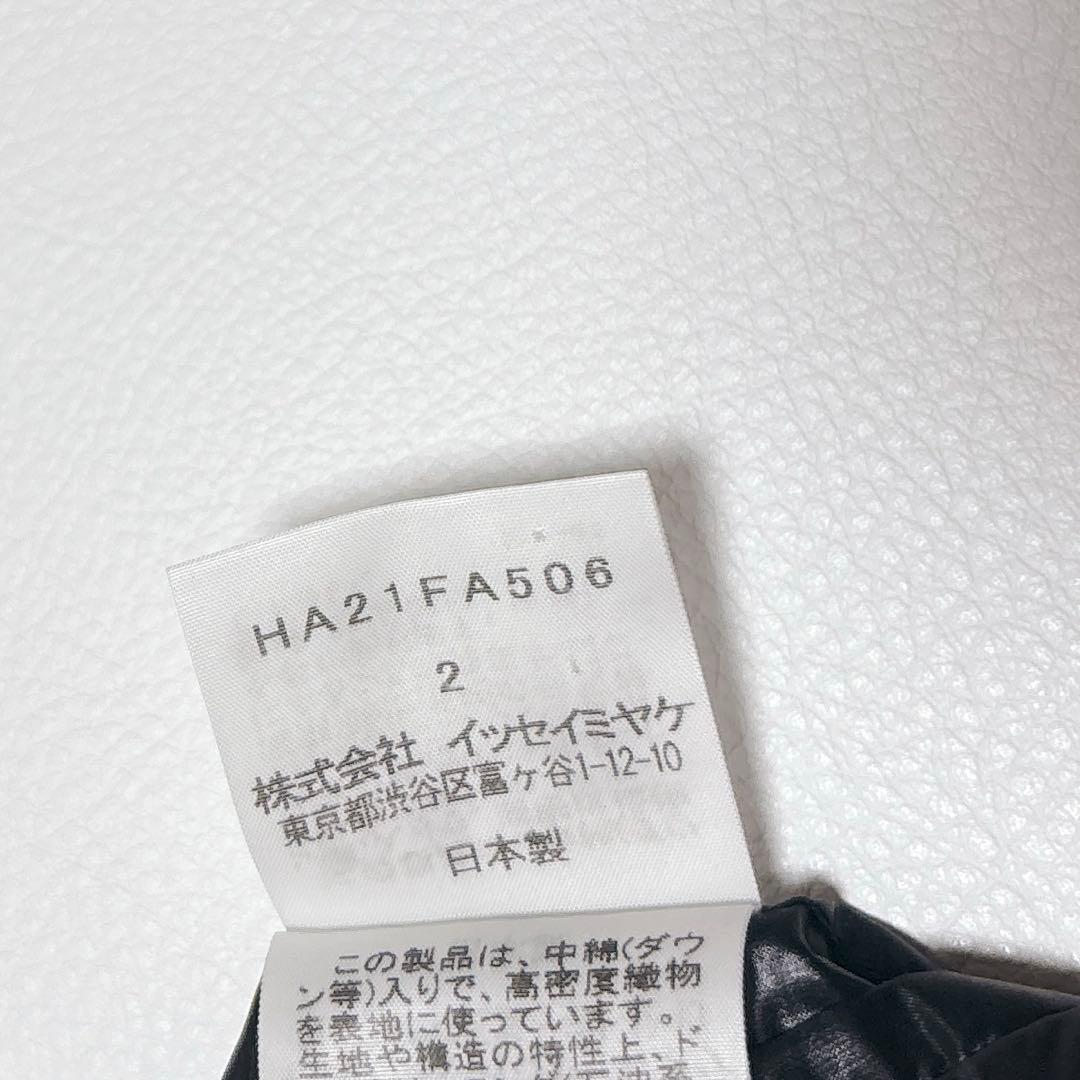 HA21FA506
2
株式会社 イッセイミヤケ
東京都渋谷区富ヶ谷1-12-10
日本製
この製品は、中綿(ダウ
ン等)入りで、高密度織物
を裏地に使っています。
生地や構造の特性上、ド